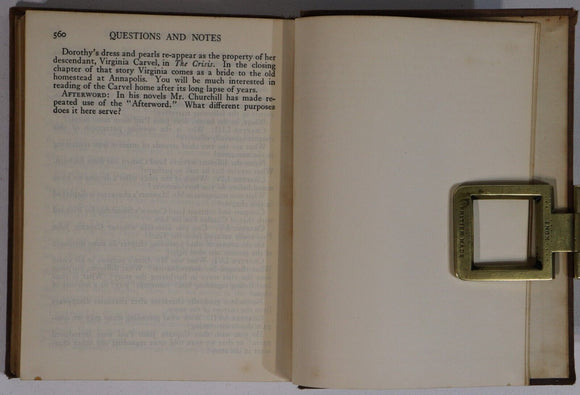 560 QUESTIONS AND NOTES
Dorothy's dress and pearls re-appear as the property of her
descendant, Virginia Carvel, in The Crisis. In the closing
chapter of that story Virginia comes as a bride to the old
homestead at Annapolis. You will be much interested in
reading of the Carvel home after its long lapse of years.
AFTERWORD: In his novels Mr. Churchill has made re-
peated use of the "Afterword." What different purposes
does it here serve?